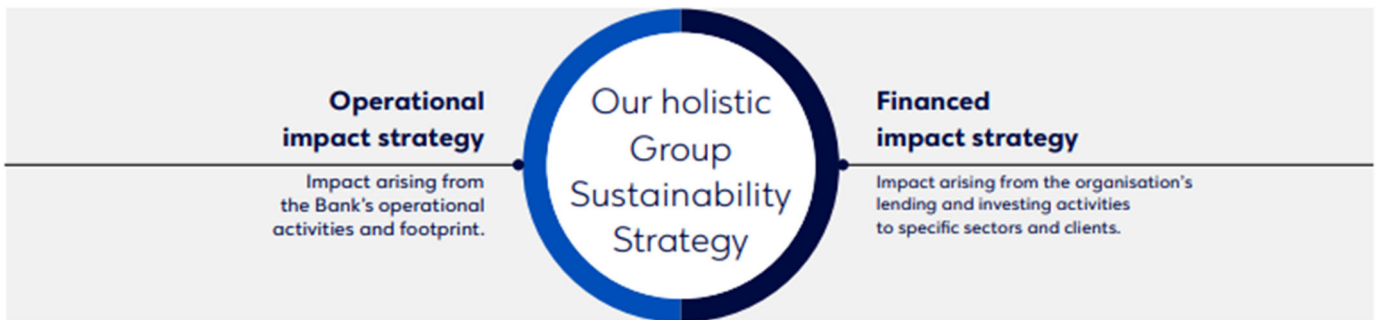 Operational
impact strategy
Impact arising from
the Bank's operational
activities and footprint.
Our holistic
Group
Sustainability
Strategy
Financed
impact strategy
Impact arising from the organisation's
lending and investing activities
to specific sectors and clients.